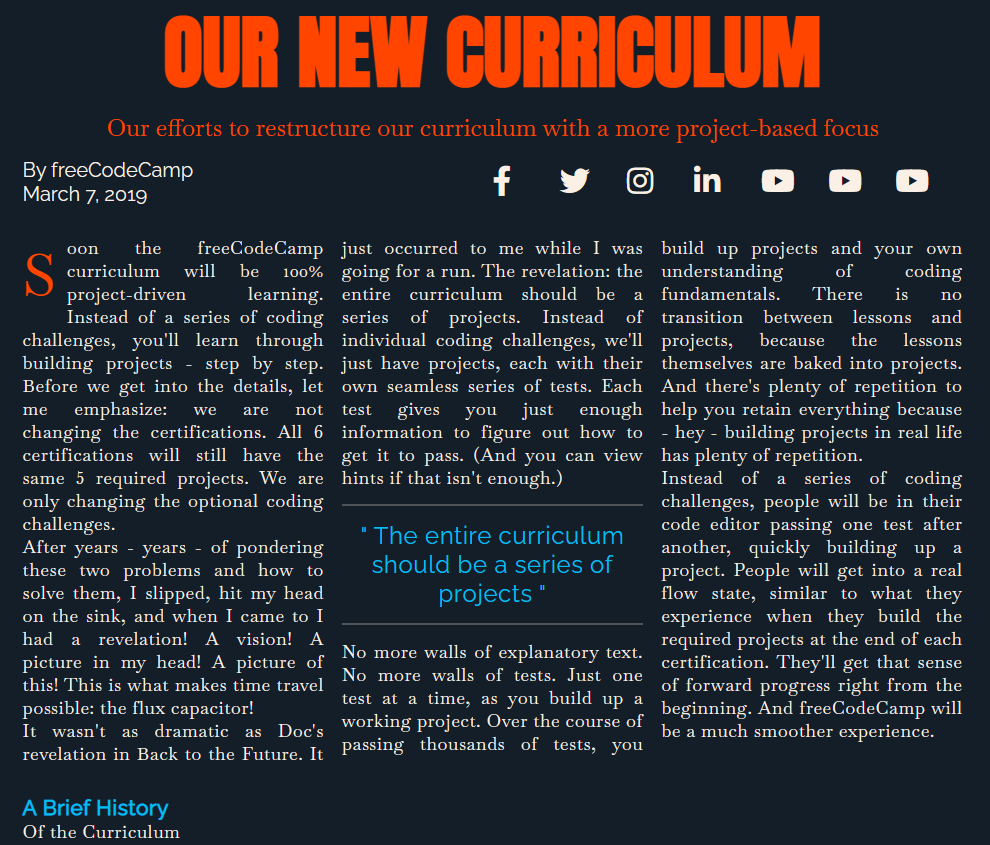 OUR NEW CURRICULUM
Our efforts to restructure our curriculum with a more project-based focus
By freeCodeCamp
March 7, 2019
Soon the freeCodeCamp
curriculum will be 100%
project-driven learning.
Instead of a series of coding
challenges, you'll learn through
building projects - step by step.
Before we get into the details, let
me emphasize: we are not
changing the certifications. All 6
certifications will still have the
same 5 required projects. We are
only changing the optional coding
challenges.
After years - years - of pondering
these two problems and how to
solve them, I slipped, hit my head
on the sink, and when I came to I
had a revelation! A vision! A
picture in my head! A picture of
this! This is what makes time travel
possible: the flux capacitor!
It wasn't as dramatic as Doc's
revelation in Back to the Future. It
just occurred to me while I was
going for a run. The revelation: the
entire curriculum should be a
series of projects. Instead of
individual coding challenges, we'll
just have projects, each with their
own seamless series of tests. Each
test gives you just enough
information to figure out how to
get it to pass. (And you can view
hints if that isn't enough.)
" The entire curriculum
should be a series of
projects "
No more walls of explanatory text.
No more walls of tests. Just one
test at a time, as you build up a
working project. Over the course of
passing thousands of tests, you
build up projects and your own
understanding of coding
fundamentals. There is no
transition between lessons and
projects, because the lessons
themselves are baked into projects.
And there's plenty of repetition to
help you retain everything because
- hey - building projects in real life
has plenty of repetition.
Instead of a series of coding
challenges, people will be in their
code editor passing one test after
another, quickly building up a
project. People will get into a real
flow state, similar to what they
experience when they build the
required projects at the end of each
certification. They'll get that sense
of forward progress right from the
beginning. And freeCodeCamp will
be a much smoother experience.
A Brief History
Of the Curriculum